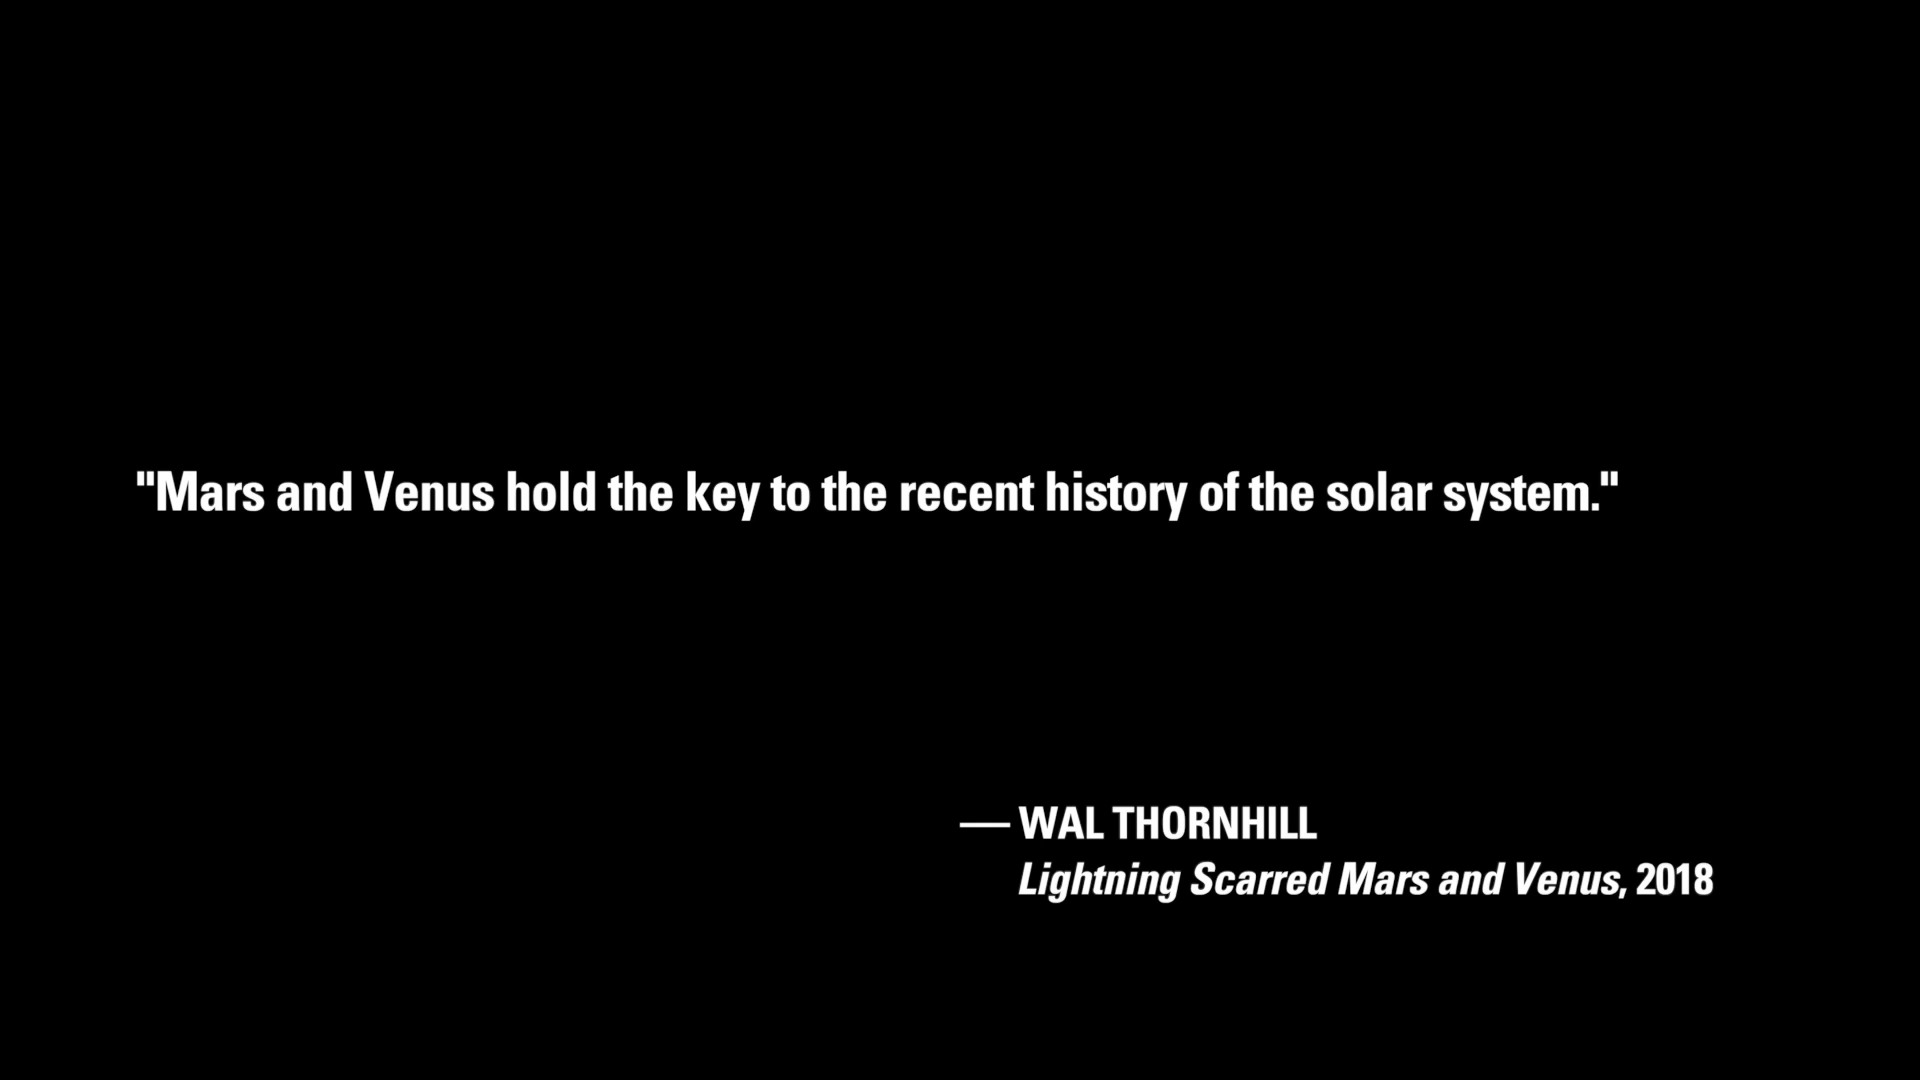 "Mars and Venus hold the key to the recent history of the solar system."
— WAL THORNHILL
Lightning Scarred Mars and Venus, 2018